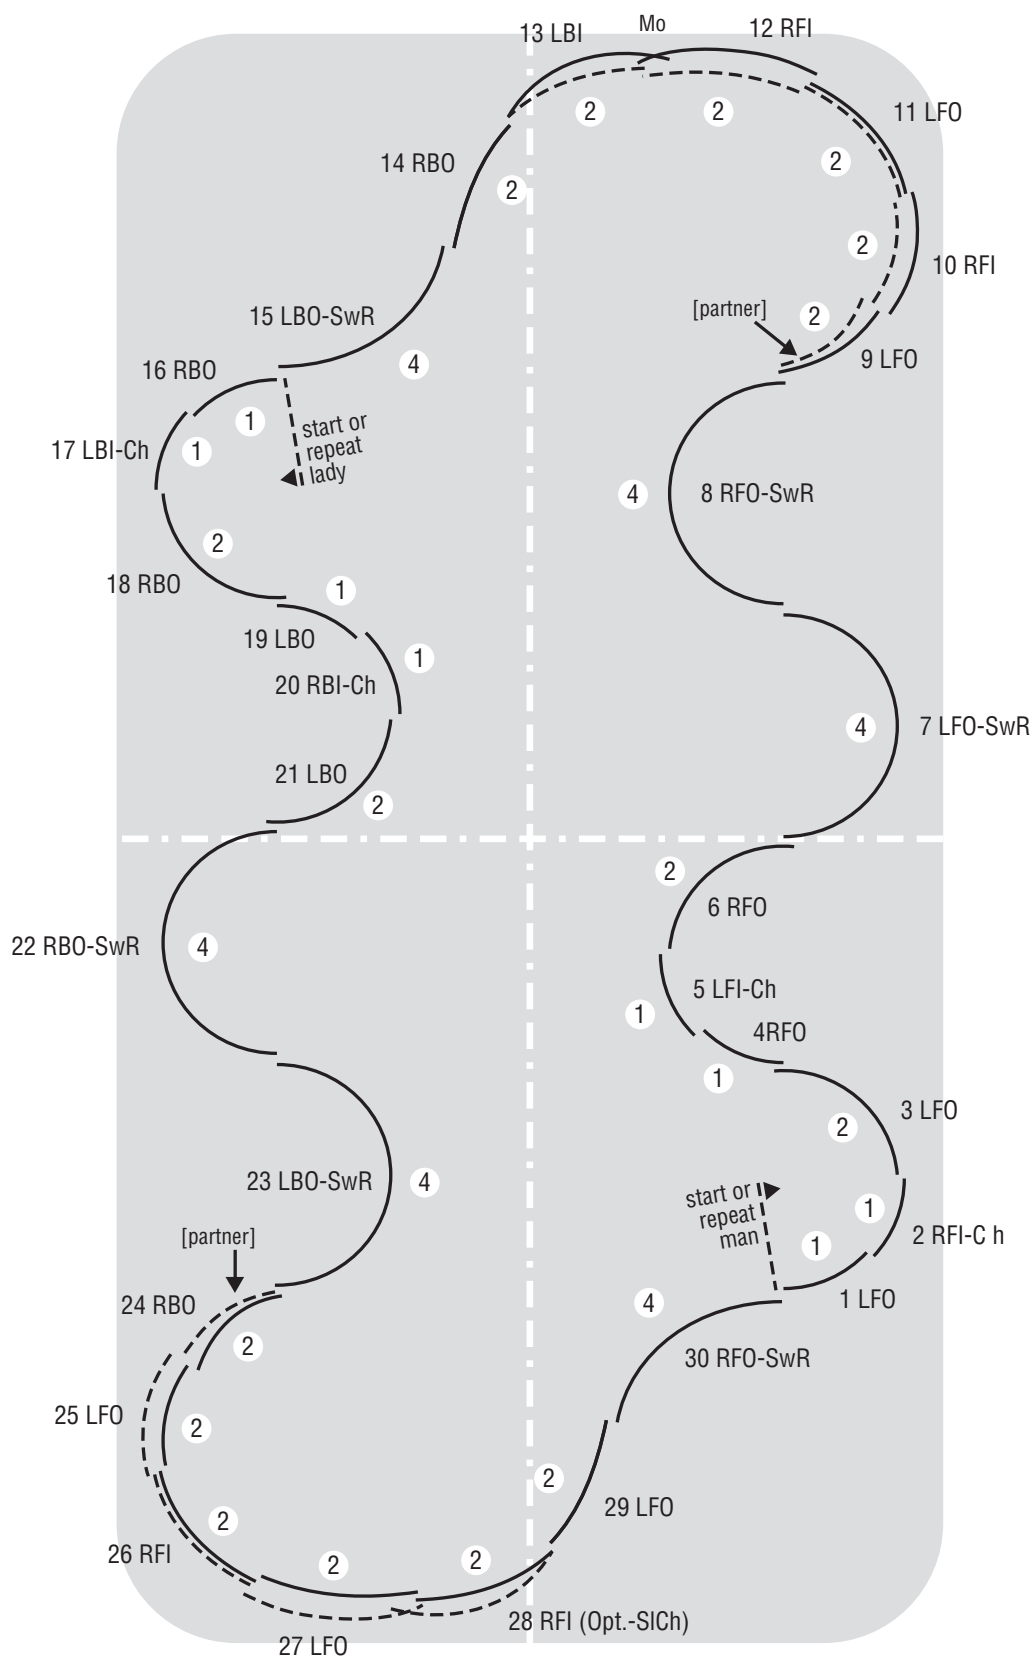 13 LBI
Mo
12 RFI
2
2
11 LFO
14 RBO
2
2
2
10 RFI
15 LBO-SwR
[partner]
2
9 LFO
4
16 RBO
1
start or
repeat
lady
17 LBI-Ch
1
4
8 RFO-SwR
2
18 RBO
1
19 LBO
1
20 RBI-Ch
7 LFO-SwR
4
21 LBO
2
2
6 RFO
22 RBO-SwR
4
5 LFI-Ch
1
4RFO
1
3 LFO
2
23 LBO-SwR
4
start or
repeat
man
1
2 RFI-C h
1
[partner]
1 LFO
24 RBO
4
2
30 RFO-SwR
25 LFO
2
2
29 LFO
2
26 RFI
2
2
28 RFI (Opt.-SlCh)
27 LFO